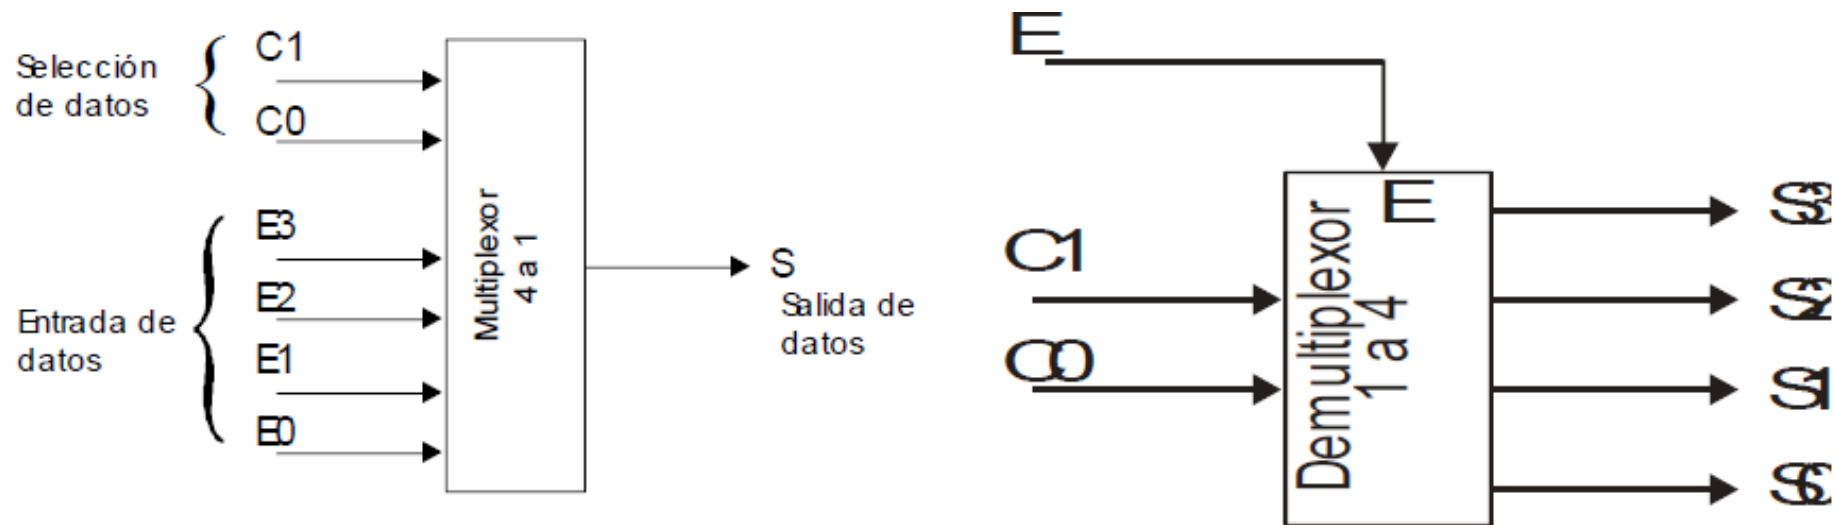 Selección
de datos
C1
C0
Entrada de
datos
E3
E2
E1
E0
Multiplexor
4 a 1
S
Salida de
datos
E
C1
C0
E
Demultiplexor
1 a 4
S3
S2
S1
S0